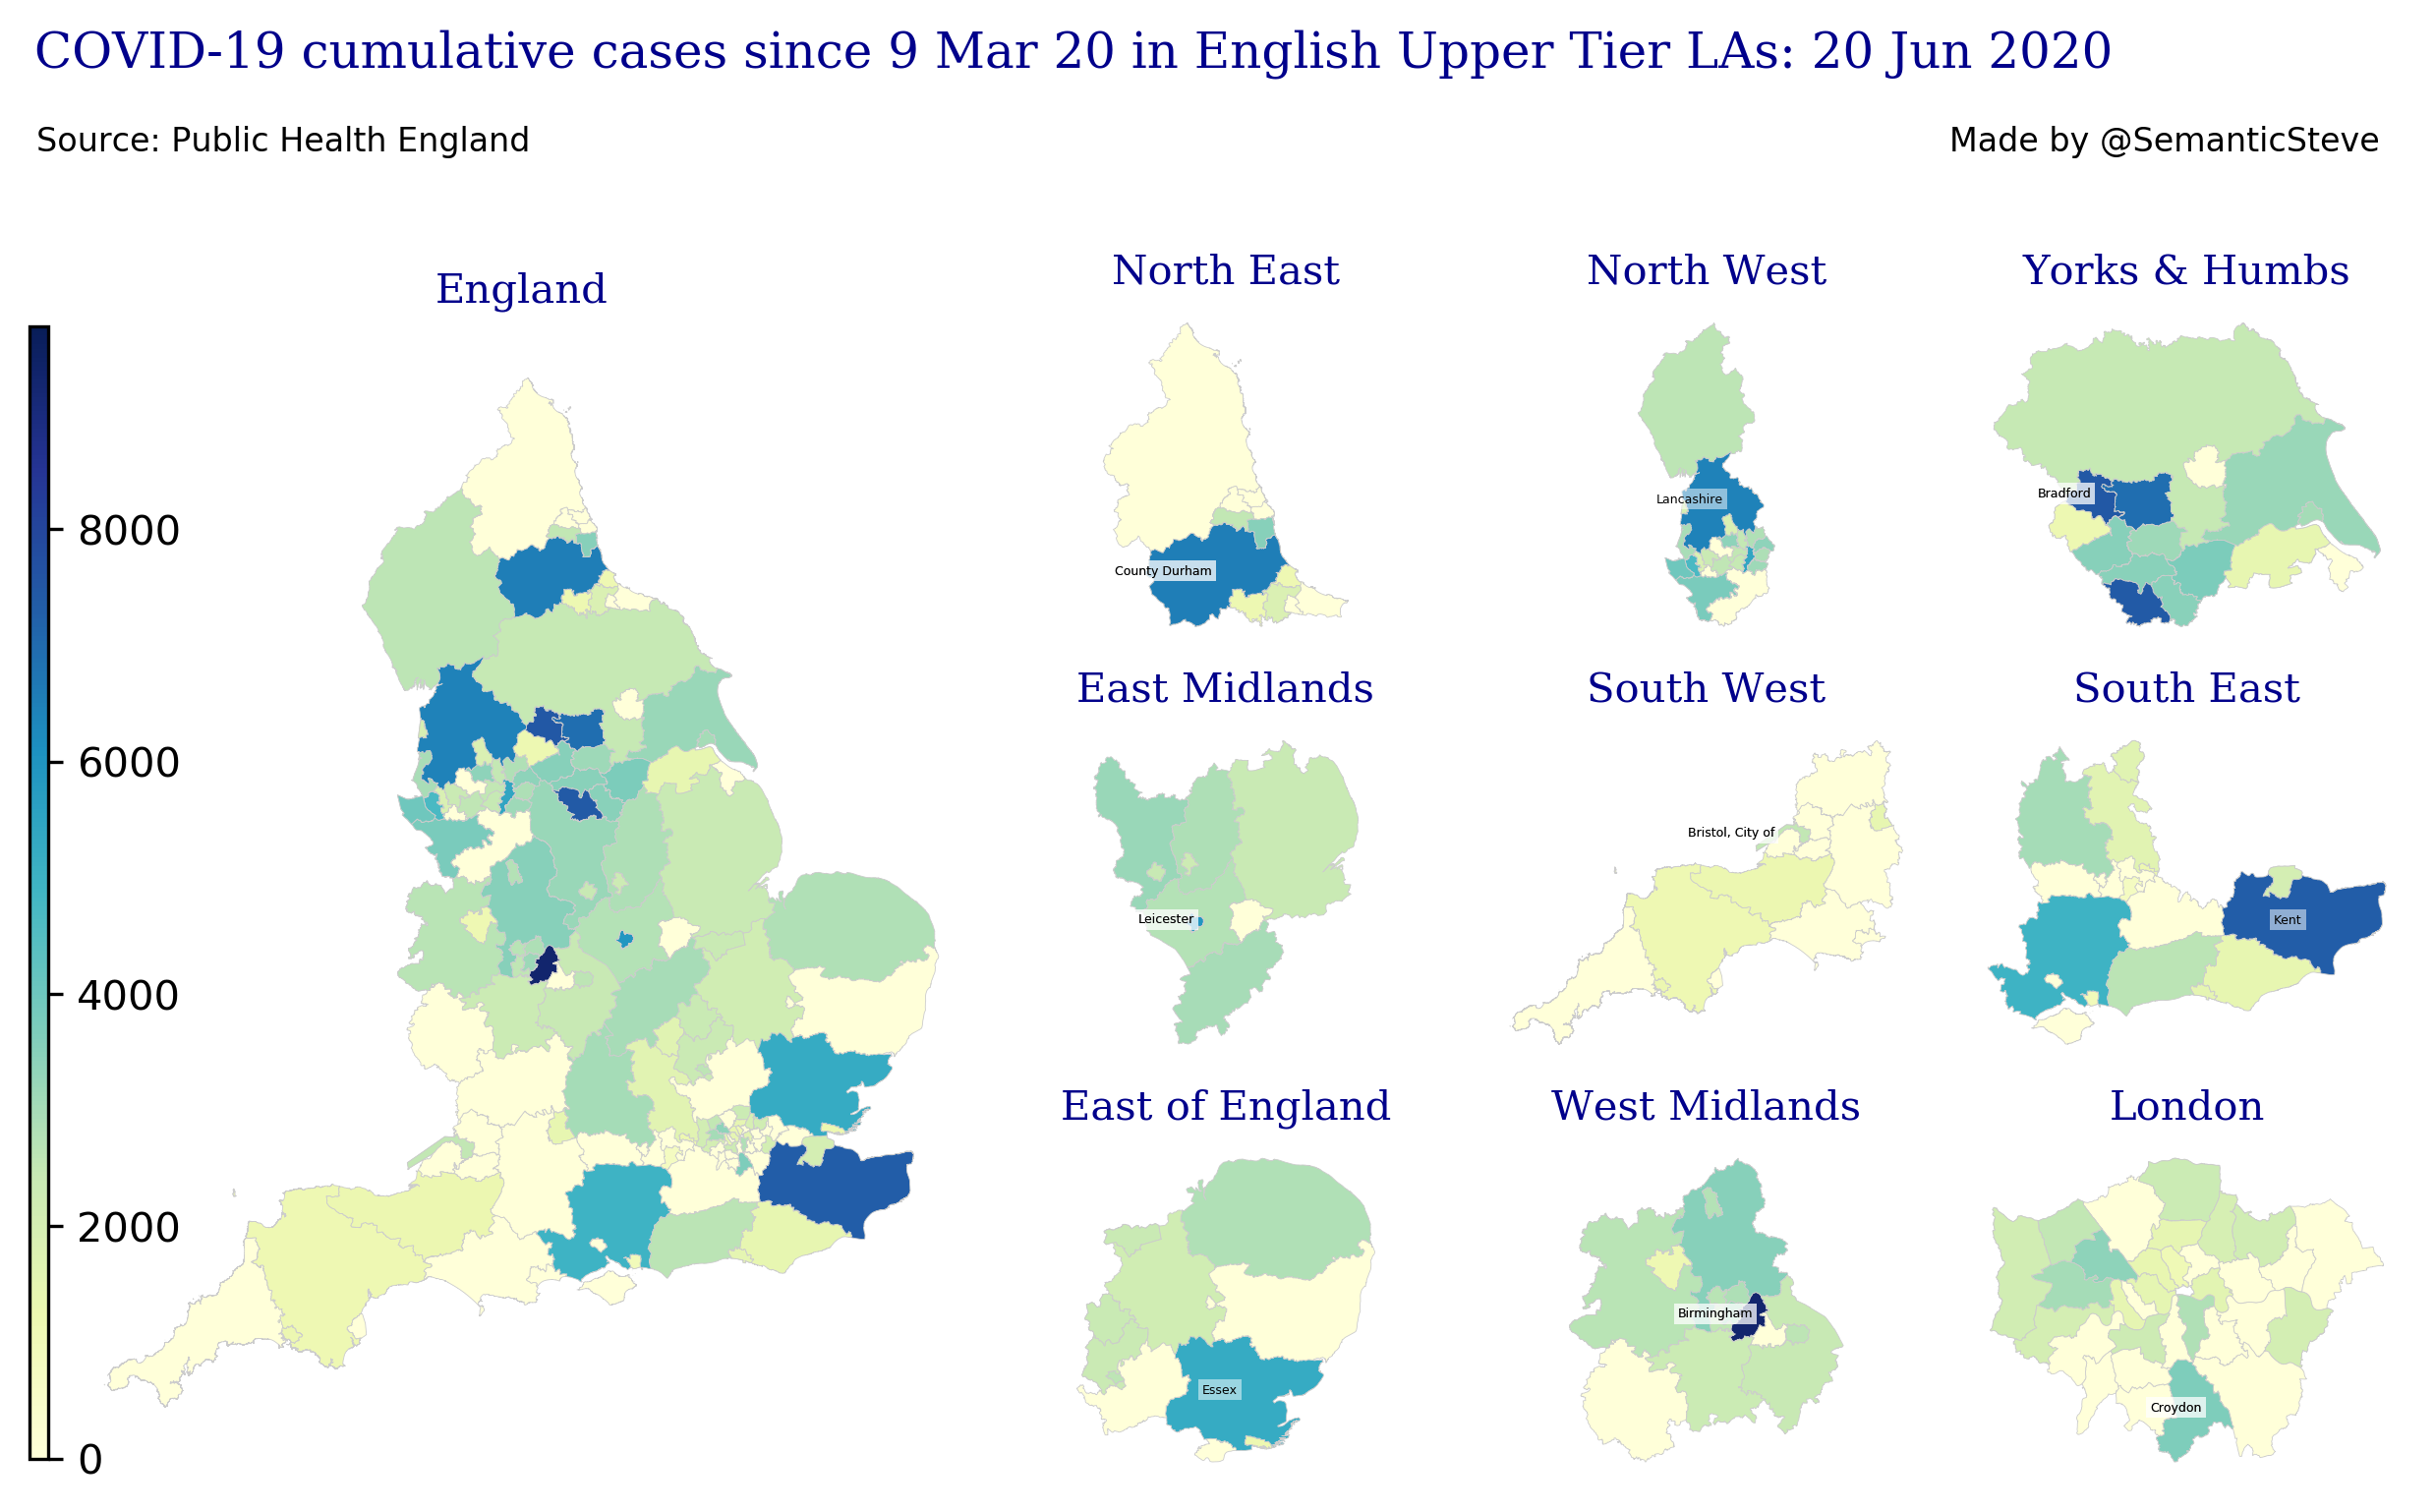 COVID-19 cumulative cases since 9 Mar 20 in English Upper Tier LAs: 20 Jun 2020
Source: Public Health England
Made by @SemanticSteve
England
8000
6000
4000
2000
0
North East
County Durham
North West
Lancashire
Yorks & Humbs
Bradford
East Midlands
Leicester
South West
Bristol, City of
South East
Kent
East of England
Essex
West Midlands
Birmingham
London
Croydon